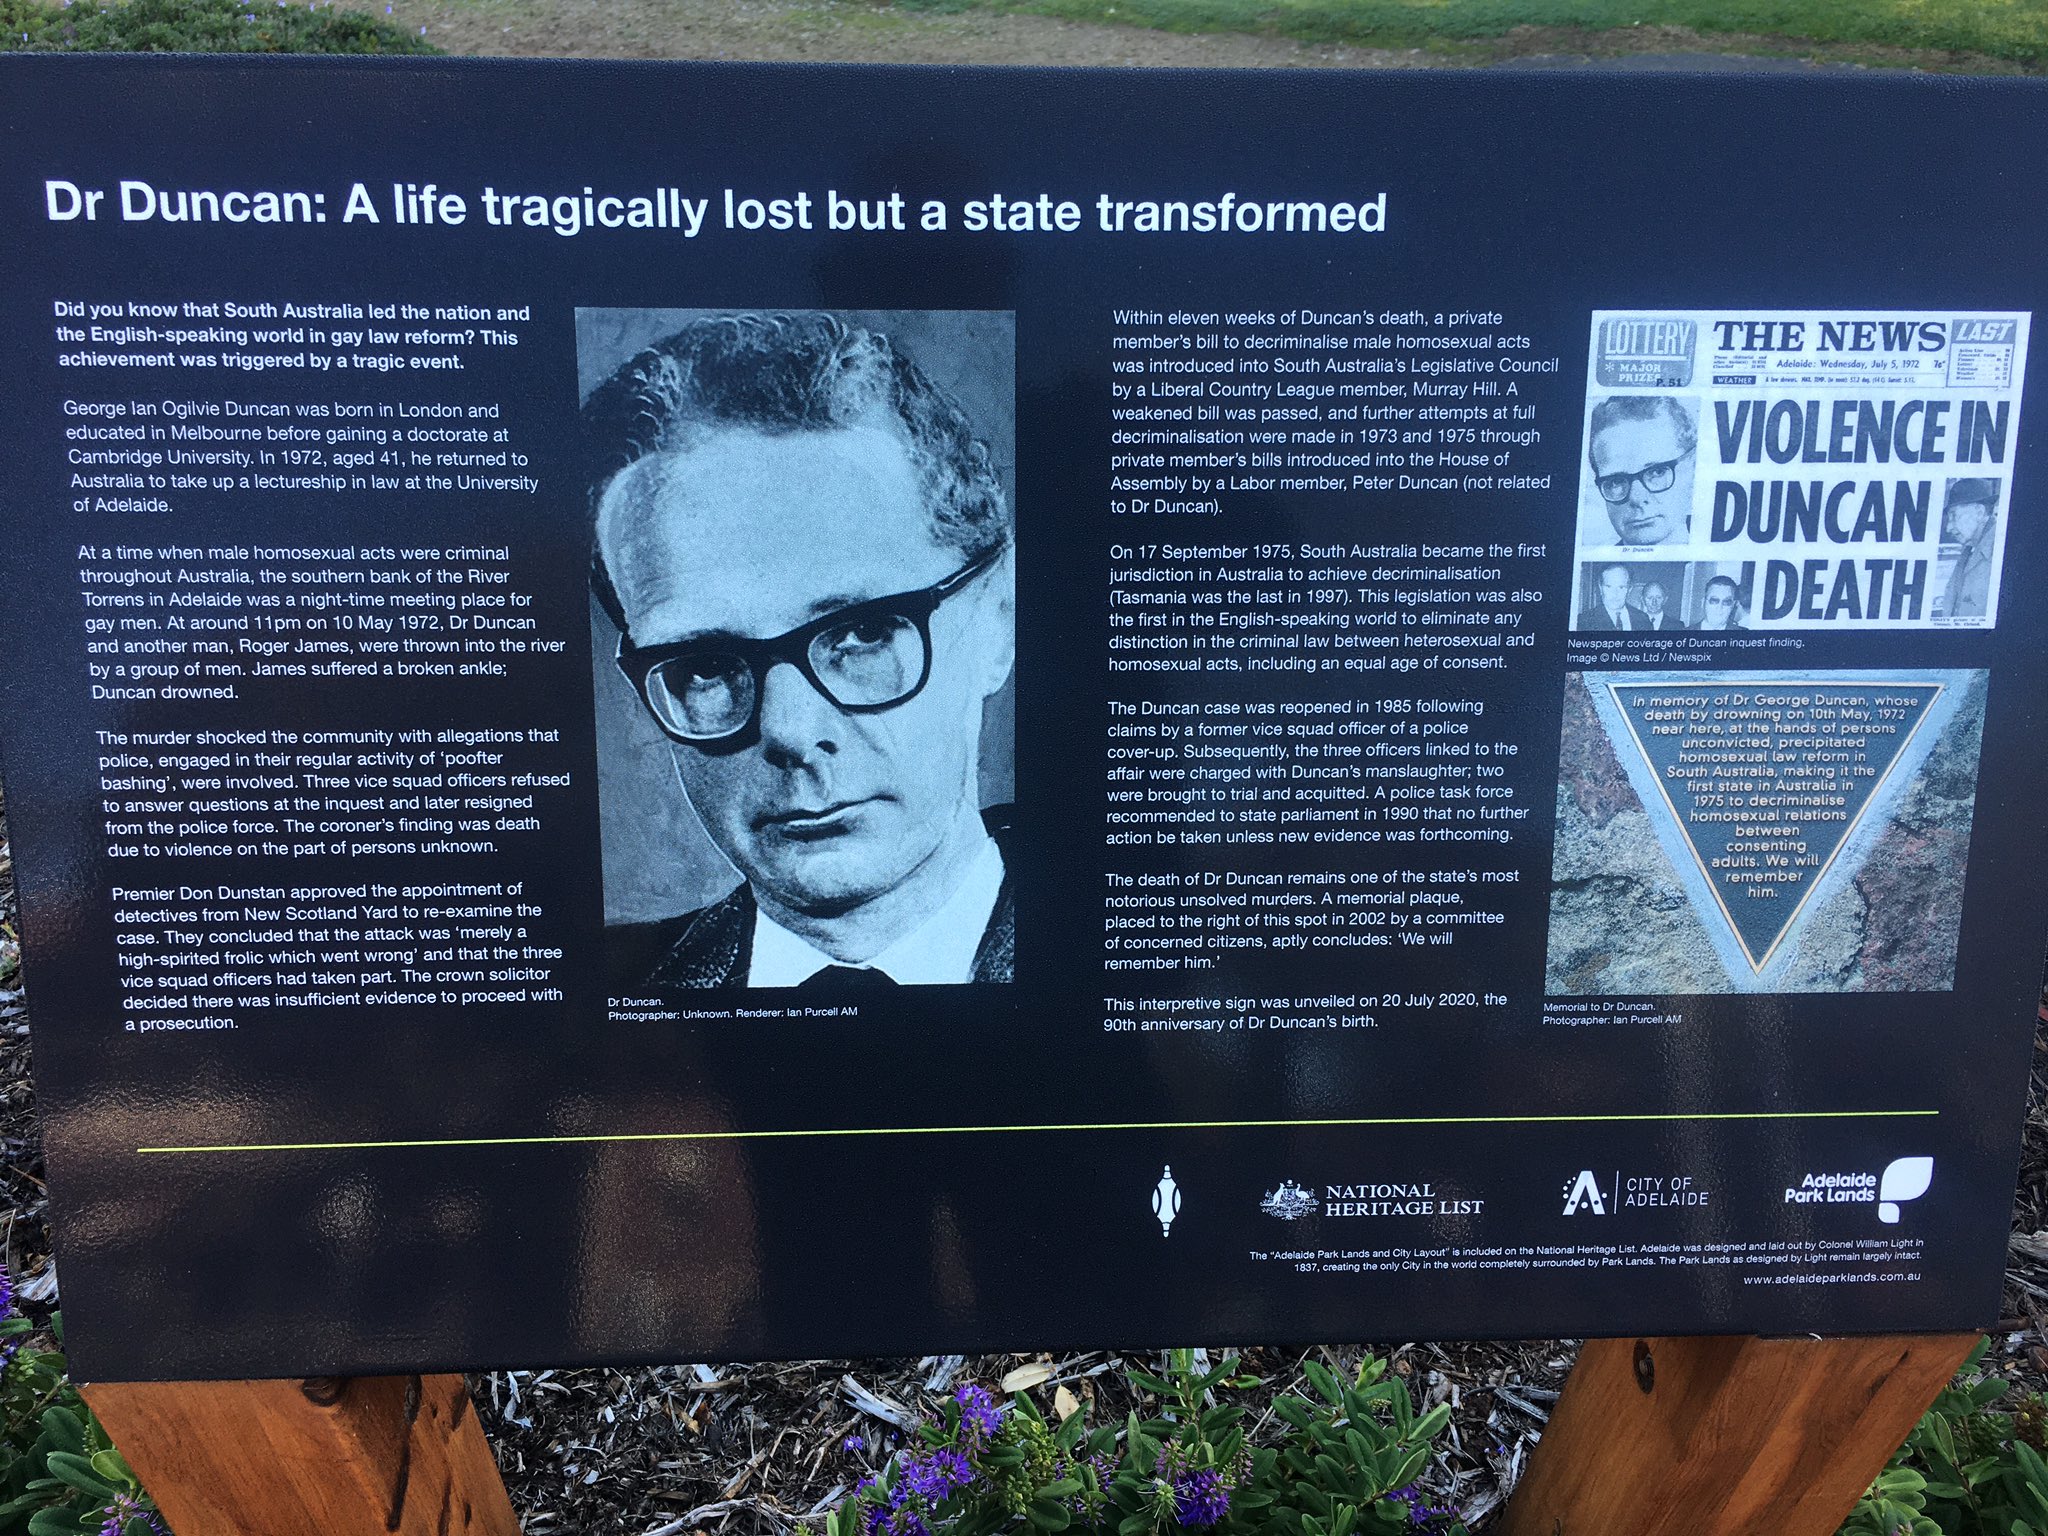 Dr Duncan: A life tragically lost but a state transformed
Did you know that South Australia led the nation and
the English-speaking world in gay law reform? This
achievement was triggered by a tragic event.
George Ian Ogilvie Duncan was born in London and
educated in Melbourne before gaining a doctorate at
Cambridge University. In 1972, aged 41, he returned to
Australia to take up a lectureship in law at the University
of Adelaide.
At a time when male homosexual acts were criminal
throughout Australia, the southern bank of the River
Torrens in Adelaide was a night-time meeting place for
gay men. At around 11pm on 10 May 1972, Dr Duncan
and another man, Roger James, were thrown into the river
by a group of men. James suffered a broken ankle;
Duncan drowned.
The murder shocked the community with allegations that
police, engaged in their regular activity of ‘poofter
bashing’, were involved. Three vice squad officers refused
to answer questions at the inquest and later resigned
from the police force. The coroner’s finding was death
due to violence on the part of persons unknown.
Premier Don Dunstan approved the appointment of
detectives from New Scotland Yard to re-examine the
case. They concluded that the attack was ‘merely a
high-spirited frolic which went wrong’ and that the three
vice squad officers had taken part. The crown solicitor
decided there was insufficient evidence to proceed with
a prosecution.
Dr Duncan.
Photographer: Unknown. Renderer: Ian Purcell AM
Within eleven weeks of Duncan’s death, a private
member’s bill to decriminalise male homosexual acts
was introduced into South Australia’s Legislative Council
by a Liberal Country League member, Murray Hill. A
weakened bill was passed, and further attempts at full
decriminalisation were made in 1973 and 1975 through
private member’s bills introduced into the House of
Assembly by a Labor member, Peter Duncan (not related
to Dr Duncan).
On 17 September 1975, South Australia became the first
jurisdiction in Australia to achieve decriminalisation
(Tasmania was the last in 1997). This legislation was also
the first in the English-speaking world to eliminate any
distinction in the criminal law between heterosexual and
homosexual acts, including an equal age of consent.
The Duncan case was reopened in 1985 following
claims by a former vice squad officer of a police
cover-up. Subsequently, the three officers linked to the
affair were charged with Duncan’s manslaughter; two
were brought to trial and acquitted. A police task force
recommended to state parliament in 1990 that no further
action be taken unless new evidence was forthcoming.
The death of Dr Duncan remains one of the state’s most
notorious unsolved murders. A memorial plaque,
placed to the right of this spot in 2002 by a committee
of concerned citizens, aptly concludes: ‘We will
remember him.’
This interpretive sign was unveiled on 20 July 2020, the
90th anniversary of Dr Duncan’s birth.
LOTTERY
* MAJOR
PRIZES P. 51
THE NEWS
LAST
Adelaide: Wednesday, July 5, 1972 7c
WEATHER
VIOLENCE IN
DUNCAN
DEATH
Dr Duncan
Newspaper coverage of Duncan inquest finding.
Image © News Ltd / Newspix
In memory of Dr George Duncan, whose
death by drowning on 10th May, 1972
near here, at the hands of persons
unconvicted, precipitated
homosexual law reform in
South Australia, making it the
first state in Australia in
1975 to decriminalise
homosexual relations
between
consenting
adults. We will
remember
him.
Memorial to Dr Duncan.
Photographer: Ian Purcell AM
NATIONAL
HERITAGE LIST
CITY OF
ADELAIDE
Adelaide
Park Lands
The “Adelaide Park Lands and City Layout” is included on the National Heritage List. Adelaide was designed and laid out by Colonel William Light in
1837, creating the only City in the world completely surrounded by Park Lands. The Park Lands as designed by Light remain largely intact.
www.adelaideparklands.com.au